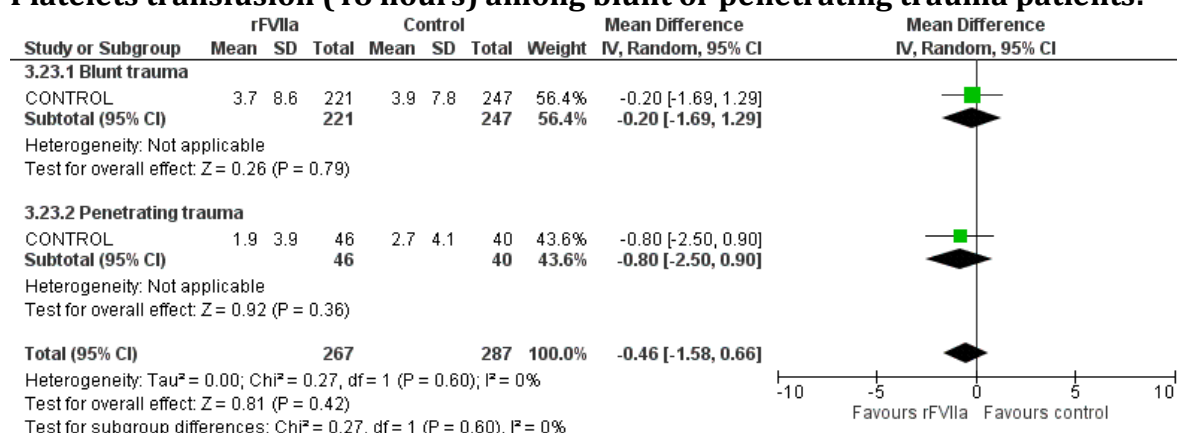 Platelets transfusion (48 hours) among blunt or penetrating trauma patients.
rFVIIa Control Mean Difference Mean Difference
Study or Subgroup Mean SD Total Mean SD Total Weight IV, Random, 95% CI IV, Random, 95% CI
3.23.1 Blunt trauma
CONTROL 3.7 8.6 221 3.9 7.8 247 56.4% -0.20 [-1.69, 1.29]
Subtotal (95% CI) 221 247 56.4% -0.20 [-1.69, 1.29]
Heterogeneity: Not applicable
Test for overall effect: Z = 0.26 (P = 0.79)
3.23.2 Penetrating trauma
CONTROL 1.9 3.9 46 2.7 4.1 40 43.6% -0.80 [-2.50, 0.90]
Subtotal (95% CI) 46 40 43.6% -0.80 [-2.50, 0.90]
Heterogeneity: Not applicable
Test for overall effect: Z = 0.92 (P = 0.36)
Total (95% CI) 267 287 100.0% -0.46 [-1.58, 0.66]
Heterogeneity: Tau² = 0.00; Chi² = 0.27, df = 1 (P = 0.60); I² = 0%
Test for overall effect: Z = 0.81 (P = 0.42)
Test for subgroup differences: Chi² = 0.27, df = 1 (P = 0.60), I² = 0%
-10 -5 0 5 10
Favours rFVIIa Favours control